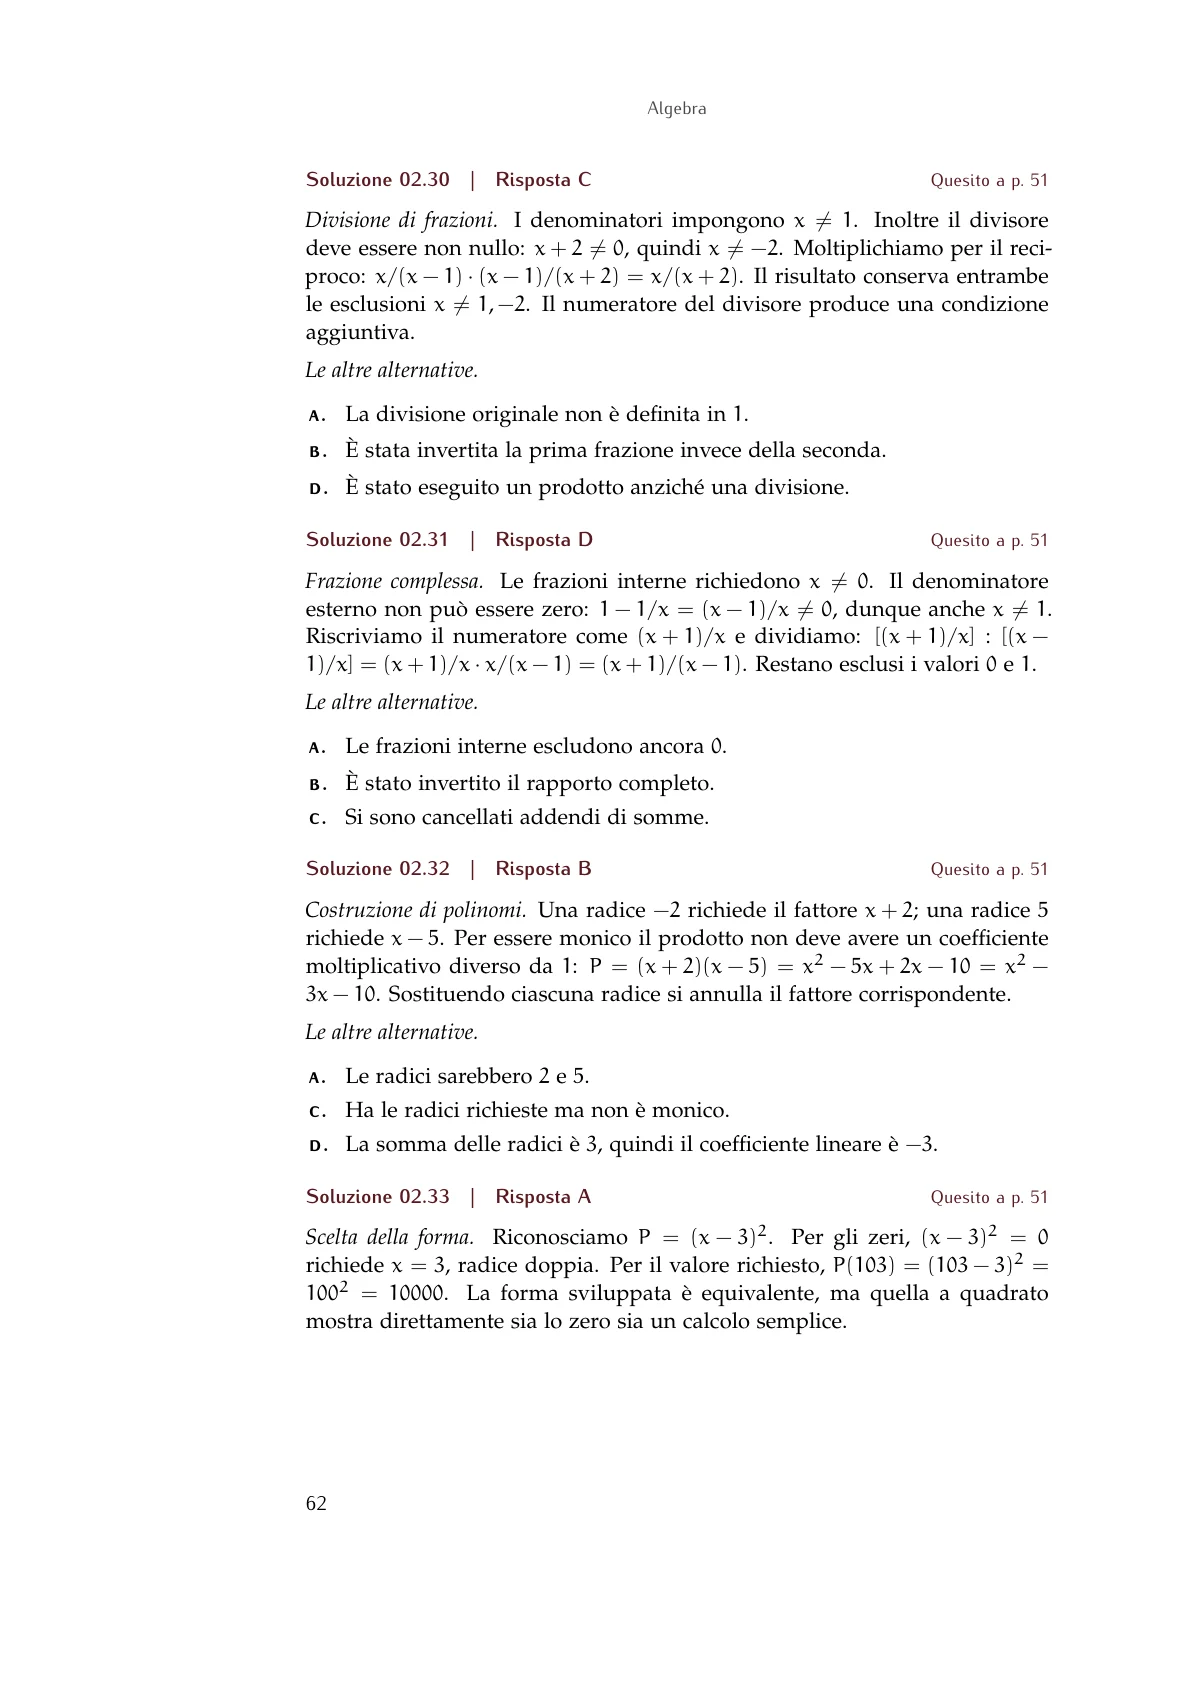 Algebra
Soluzione 02.30 | Risposta C Quesito a p. 51
Divisione di frazioni. I denominatori impongono x ≠ 1. Inoltre il divisore
deve essere non nullo: x + 2 ≠ 0, quindi x ≠ −2. Moltiplichiamo per il reci-
proco: x/(x − 1) · (x − 1)/(x + 2) = x/(x + 2). Il risultato conserva entrambe
le esclusioni x ≠ 1, −2. Il numeratore del divisore produce una condizione
aggiuntiva.
Le altre alternative.
A. La divisione originale non è definita in 1.
B. È stata invertita la prima frazione invece della seconda.
D. È stato eseguito un prodotto anziché una divisione.
Soluzione 02.31 | Risposta D Quesito a p. 51
Frazione complessa. Le frazioni interne richiedono x ≠ 0. Il denominatore
esterno non può essere zero: 1 − 1/x = (x − 1)/x ≠ 0, dunque anche x ≠ 1.
Riscriviamo il numeratore come (x + 1)/x e dividiamo: [(x + 1)/x] : [(x −
1)/x] = (x + 1)/x · x/(x − 1) = (x + 1)/(x − 1). Restano esclusi i valori 0 e 1.
Le altre alternative.
A. Le frazioni interne escludono ancora 0.
B. È stato invertito il rapporto completo.
C. Si sono cancellati addendi di somme.
Soluzione 02.32 | Risposta B Quesito a p. 51
Costruzione di polinomi. Una radice −2 richiede il fattore x + 2; una radice 5
richiede x − 5. Per essere monico il prodotto non deve avere un coefficiente
moltiplicativo diverso da 1: P = (x + 2)(x − 5) = x² − 5x + 2x − 10 = x² −
3x − 10. Sostituendo ciascuna radice si annulla il fattore corrispondente.
Le altre alternative.
A. Le radici sarebbero 2 e 5.
C. Ha le radici richieste ma non è monico.
D. La somma delle radici è 3, quindi il coefficiente lineare è −3.
Soluzione 02.33 | Risposta A Quesito a p. 51
Scelta della forma. Riconosciamo P = (x − 3)². Per gli zeri, (x − 3)² = 0
richiede x = 3, radice doppia. Per il valore richiesto, P(103) = (103 − 3)² =
100² = 10000. La forma sviluppata è equivalente, ma quella a quadrato
mostra direttamente sia lo zero sia un calcolo semplice.
62